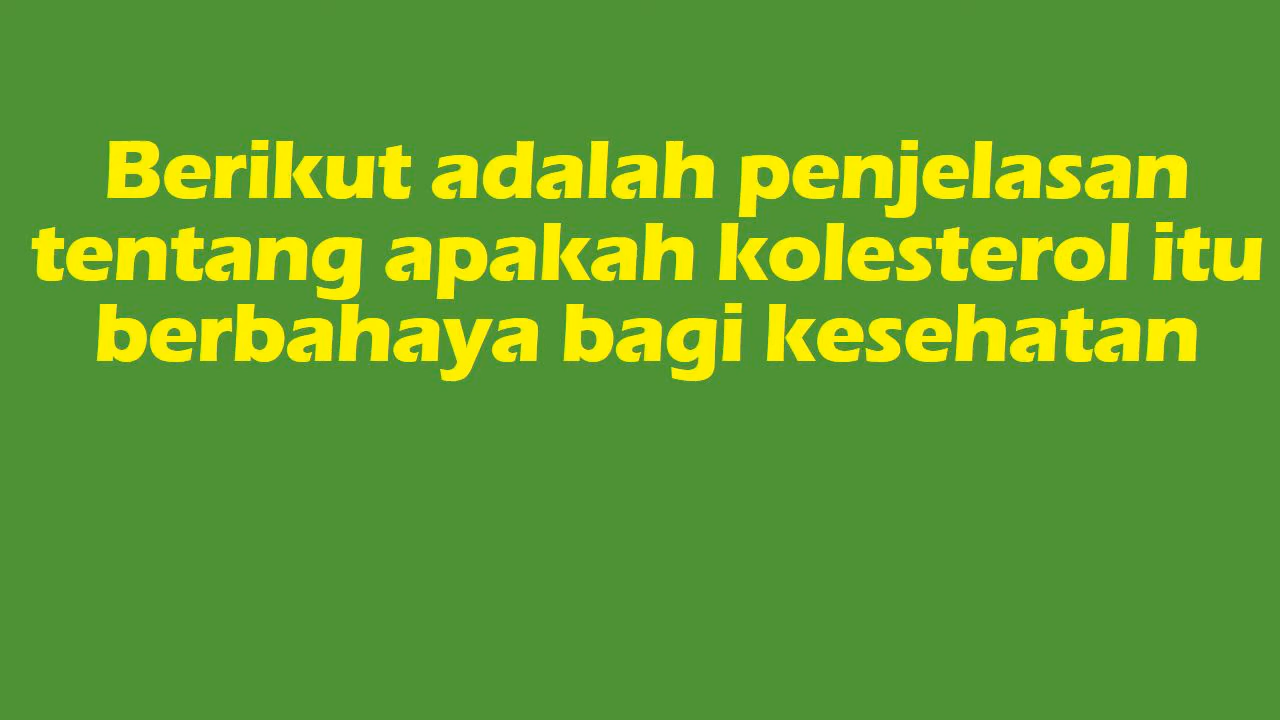 Berikut adalah penjelasan
tentang apakah kolesterol itu
berbahaya bagi kesehatan